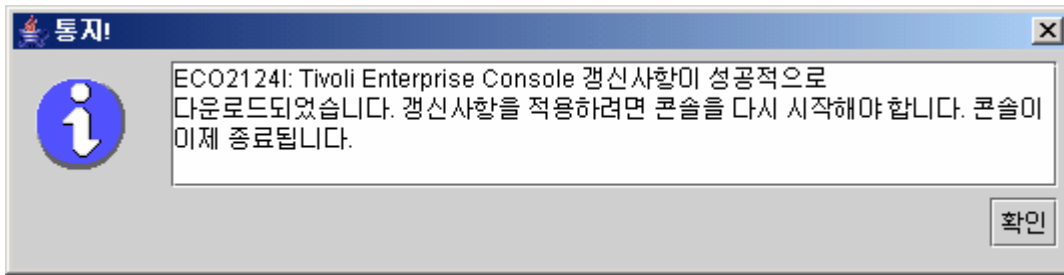 통지!
ECO2124I: Tivoli Enterprise Console 갱신사항이 성공적으로
다운로드되었습니다. 갱신사항을 적용하려면 콘솔을 다시 시작해야 합니다. 콘솔이
이제 종료됩니다.
확인